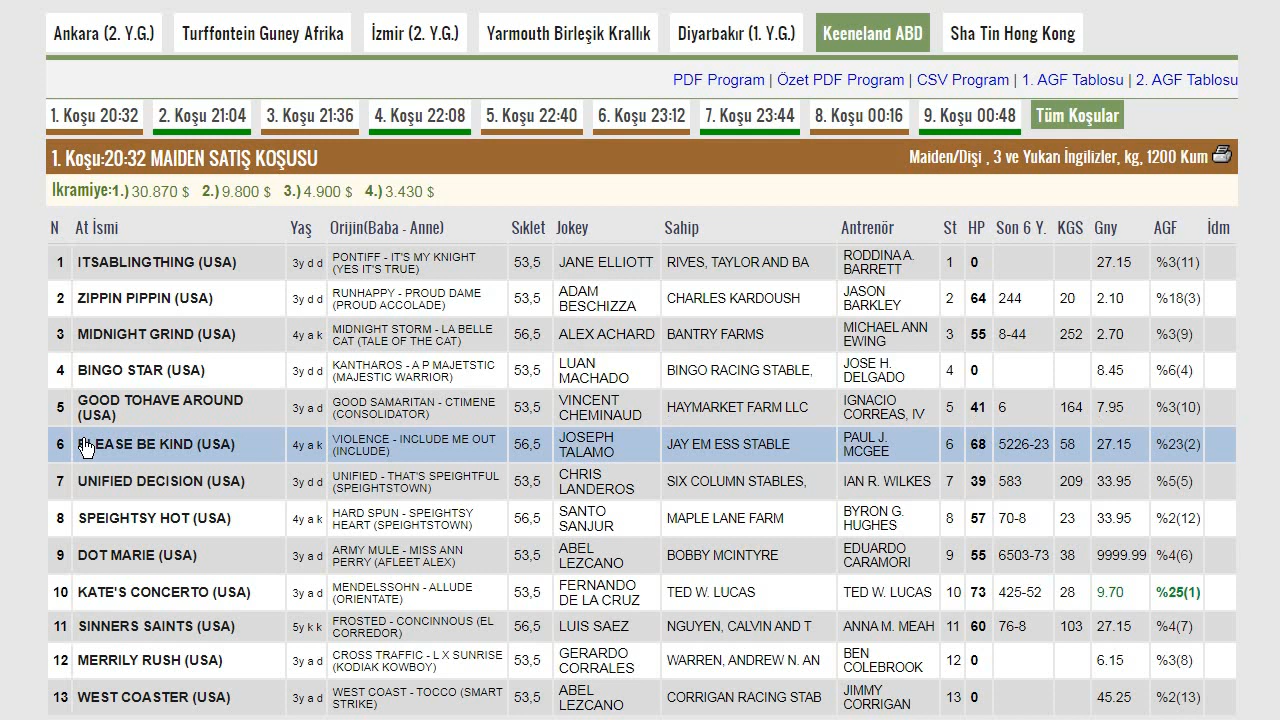 Ankara (2. Y.G.) Turffontein Guney Afrika İzmir (2. Y.G.) Yarmouth Birleşik Krallık Diyarbakır (1. Y.G.) Keeneland ABD Sha Tin Hong Kong
PDF Program | Özet PDF Program | CSV Program | 1. AGF Tablosu | 2. AGF Tablosu
1. Koşu 20:32 2. Koşu 21:04 3. Koşu 21:36 4. Koşu 22:08 5. Koşu 22:40 6. Koşu 23:12 7. Koşu 23:44 8. Koşu 00:16 9. Koşu 00:48 Tüm Koşular
1. Koşu:20:32 MAIDEN SATIŞ KOŞUSU Maiden/Dişi , 3 ve Yukarı İngilizler, kg, 1200 Kum
Ikramiye:1.) 30.870 $ 2.) 9.800 $ 3.) 4.900 $ 4.) 3.430 $
N At İsmi Yaş Orijin(Baba - Anne) Sıklet Jokey Sahip Antrenör St HP Son 6 Y. KGS Gny AGF İdm
1 ITSABLINGTHING (USA) 3y d d PONTIFF - IT'S MY KNIGHT (YES IT'S TRUE) 53,5 JANE ELLIOTT RIVES, TAYLOR AND BA RODDINA A. BARRETT 1 0 27.15 %3(11)
2 ZIPPIN PIPPIN (USA) 3y d d RUNHAPPY - PROUD DAME (PROUD ACCOLADE) 53,5 ADAM BESCHIZZA CHARLES KARDOUSH JASON BARKLEY 2 64 244 20 2.10 %18(3)
3 MIDNIGHT GRIND (USA) 4y a k MIDNIGHT STORM - LA BELLE CAT (TALE OF THE CAT) 56,5 ALEX ACHARD BANTRY FARMS MICHAEL ANN EWING 3 55 8-44 252 2.70 %3(9)
4 BINGO STAR (USA) 3y d d KANTHAROS - A P MAJETSTIC (MAJESTIC WARRIOR) 53,5 LUAN MACHADO BINGO RACING STABLE, JOSE H. DELGADO 4 0 8.45 %6(4)
5 GOOD TOHAVE AROUND (USA) 3y a d GOOD SAMARITAN - CTIMENE (CONSOLIDATOR) 53,5 VINCENT CHEMINAUD HAYMARKET FARM LLC IGNACIO CORREAS, IV 5 41 6 164 7.95 %3(10)
6 PLEASE BE KIND (USA) 4y a k VIOLENCE - INCLUDE ME OUT (INCLUDE) 56,5 JOSEPH TALAMO JAY EM ESS STABLE PAUL J. MCGEE 6 68 5226-23 58 27.15 %23(2)
7 UNIFIED DECISION (USA) 3y d d UNIFIED - THAT'S SPEIGHTFUL (SPEIGHTSTOWN) 53,5 CHRIS LANDEROS SIX COLUMN STABLES, IAN R. WILKES 7 39 583 209 33.95 %5(5)
8 SPEIGHTSY HOT (USA) 4y a k HARD SPUN - SPEIGHTSY HEART (SPEIGHTSTOWN) 56,5 SANTO SANJUR MAPLE LANE FARM BYRON G. HUGHES 8 57 70-8 23 33.95 %2(12)
9 DOT MARIE (USA) 3y a d ARMY MULE - MISS ANN PERRY (AFLEET ALEX) 53,5 ABEL LEZCANO BOBBY MCINTYRE EDUARDO CARAMORI 9 55 6503-73 38 9999.99 %4(6)
10 KATE'S CONCERTO (USA) 3y a d MENDELSSOHN - ALLUDE (ORIENTATE) 53,5 FERNANDO DE LA CRUZ TED W. LUCAS TED W. LUCAS 10 73 425-52 28 9.70 %25(1)
11 SINNERS SAINTS (USA) 5y k k FROSTED - CONCINNOUS (EL CORREDOR) 56,5 LUIS SAEZ NGUYEN, CALVIN AND T ANNA M. MEAH 11 60 76-8 103 27.15 %4(7)
12 MERRILY RUSH (USA) 3y a d CROSS TRAFFIC - L X SUNRISE (KODIAK KOWBOY) 53,5 GERARDO CORRALES WARREN, ANDREW N. AN BEN COLEBROOK 12 0 6.15 %3(8)
13 WEST COASTER (USA) 3y a d WEST COAST - TOCCO (SMART STRIKE) 53,5 ABEL LEZCANO CORRIGAN RACING STAB JIMMY CORRIGAN 13 0 45.25 %2(13)